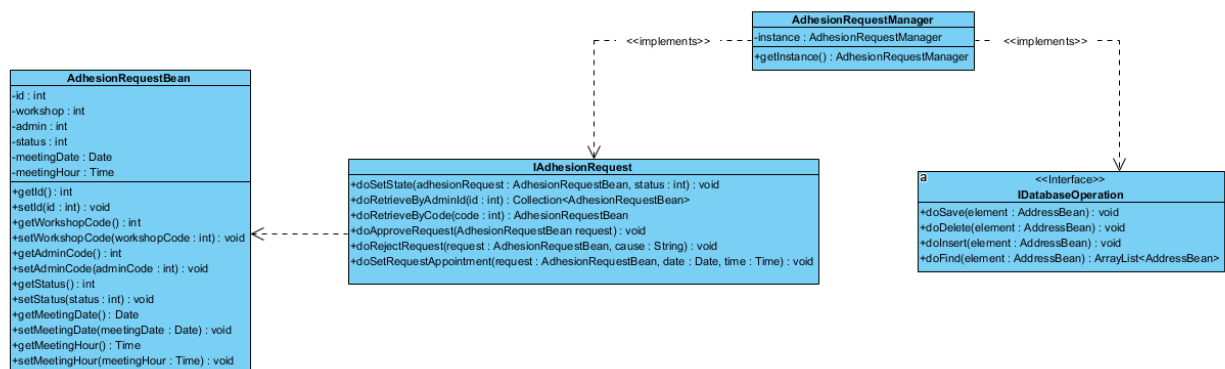 AdhesionRequestManager
-instance : AdhesionRequestManager
+getInstance() : AdhesionRequestManager
<<implements>>
<<implements>>
AdhesionRequestBean
-id : int
-workshop : int
-admin : int
-status : int
-meetingDate : Date
-meetingHour : Time
+getId() : int
+setId(id : int) : void
+getWorkshopCode() : int
+setWorkshopCode(workshopCode : int) : void
+getAdminCode() : int
+setAdminCode(adminCode : int) : void
+getStatus() : int
+setStatus(status : int) : void
+getMeetingDate() : Date
+setMeetingDate(meetingDate : Date) : void
+getMeetingHour() : Time
+setMeetingHour(meetingHour : Time) : void
IAdhesionRequest
+doSetState(adhesionRequest : AdhesionRequestBean, status : int) : void
+doRetrieveByAdminId(id : int) : Collection<AdhesionRequestBean>
+doRetrieveByCode(code : int) : AdhesionRequestBean
+doApproveRequest(AdhesionRequestBean request) : void
+doRejectRequest(request : AdhesionRequestBean, cause : String) : void
+doSetRequestAppointment(request : AdhesionRequestBean, date : Date, time : Time) : void
a
<<Interface>>
IDatabaseOperation
+doSave(element : AddressBean) : void
+doDelete(element : AddressBean) : void
+doInsert(element : AddressBean) : void
+doFind(element : AddressBean) : ArrayList<AddressBean>